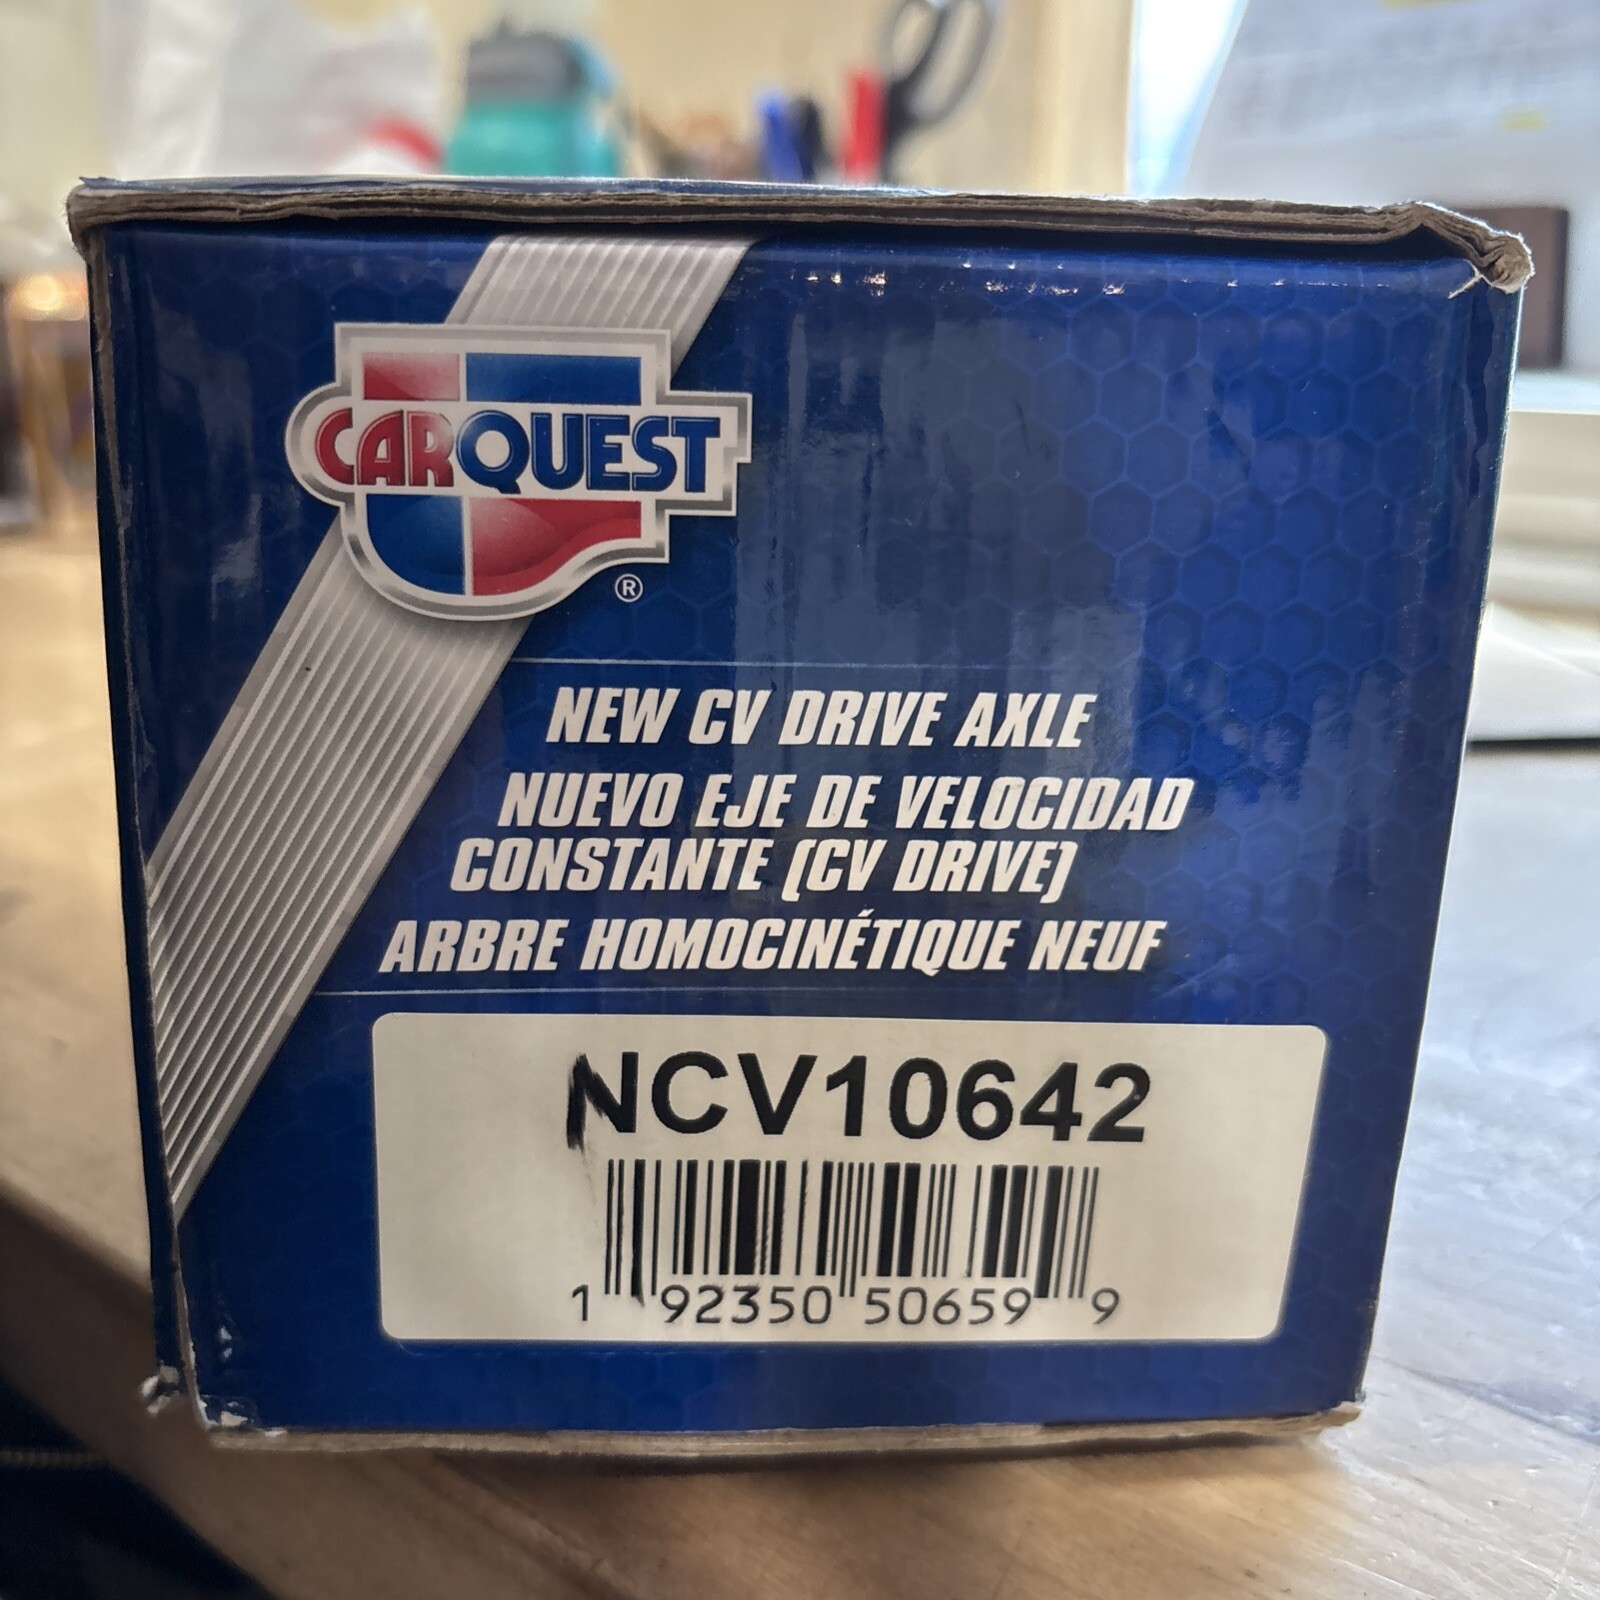 CARQUEST
®
NEW CV DRIVE AXLE
NUEVO EJE DE VELOCIDAD
CONSTANTE (CV DRIVE)
ARBRE HOMOCINÉTIQUE NEUF
NCV10642
1 92350 50659 9